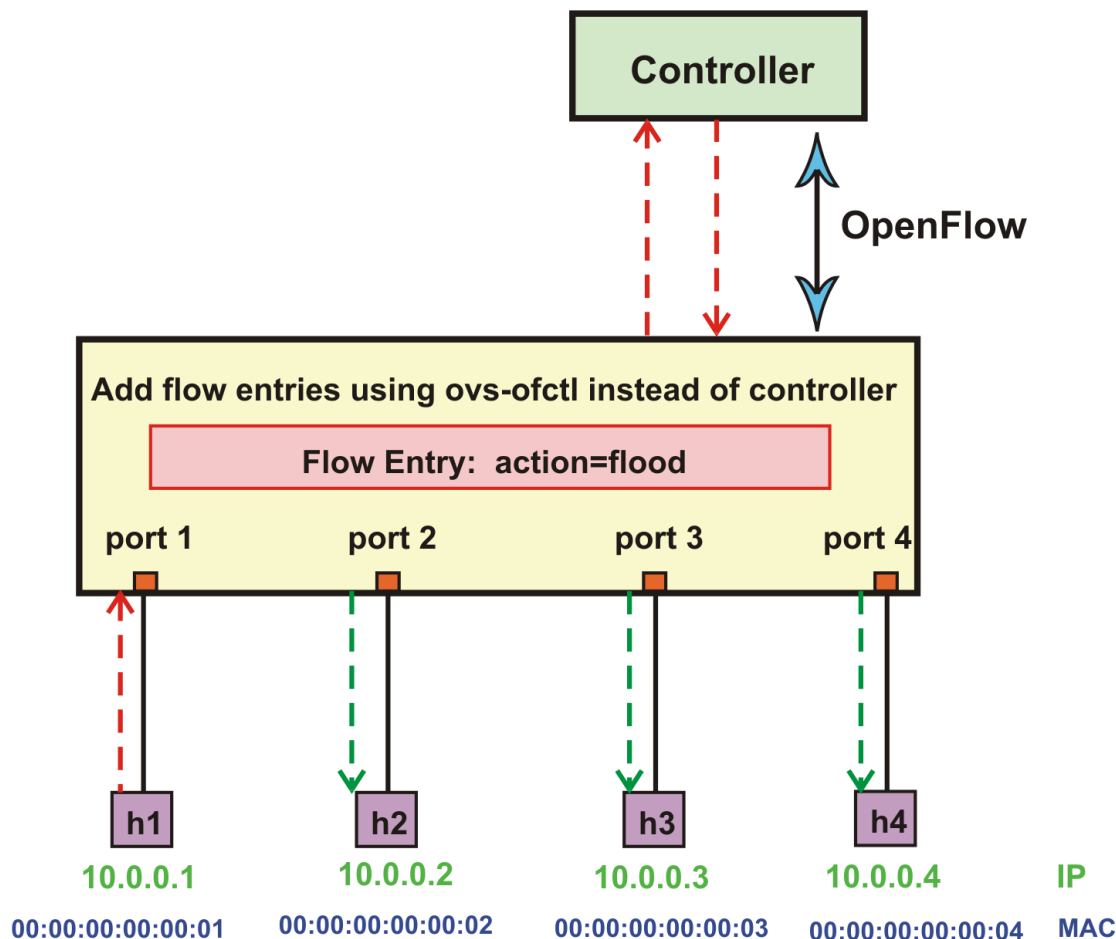 Controller
OpenFlow
Add flow entries using ovs-ofctl instead of controller
Flow Entry: action=flood
port 1 port 2 port 3 port 4
h1 h2 h3 h4
10.0.0.1 10.0.0.2 10.0.0.3 10.0.0.4 IP
00:00:00:00:00:01 00:00:00:00:00:02 00:00:00:00:00:03 00:00:00:00:00:04 MAC